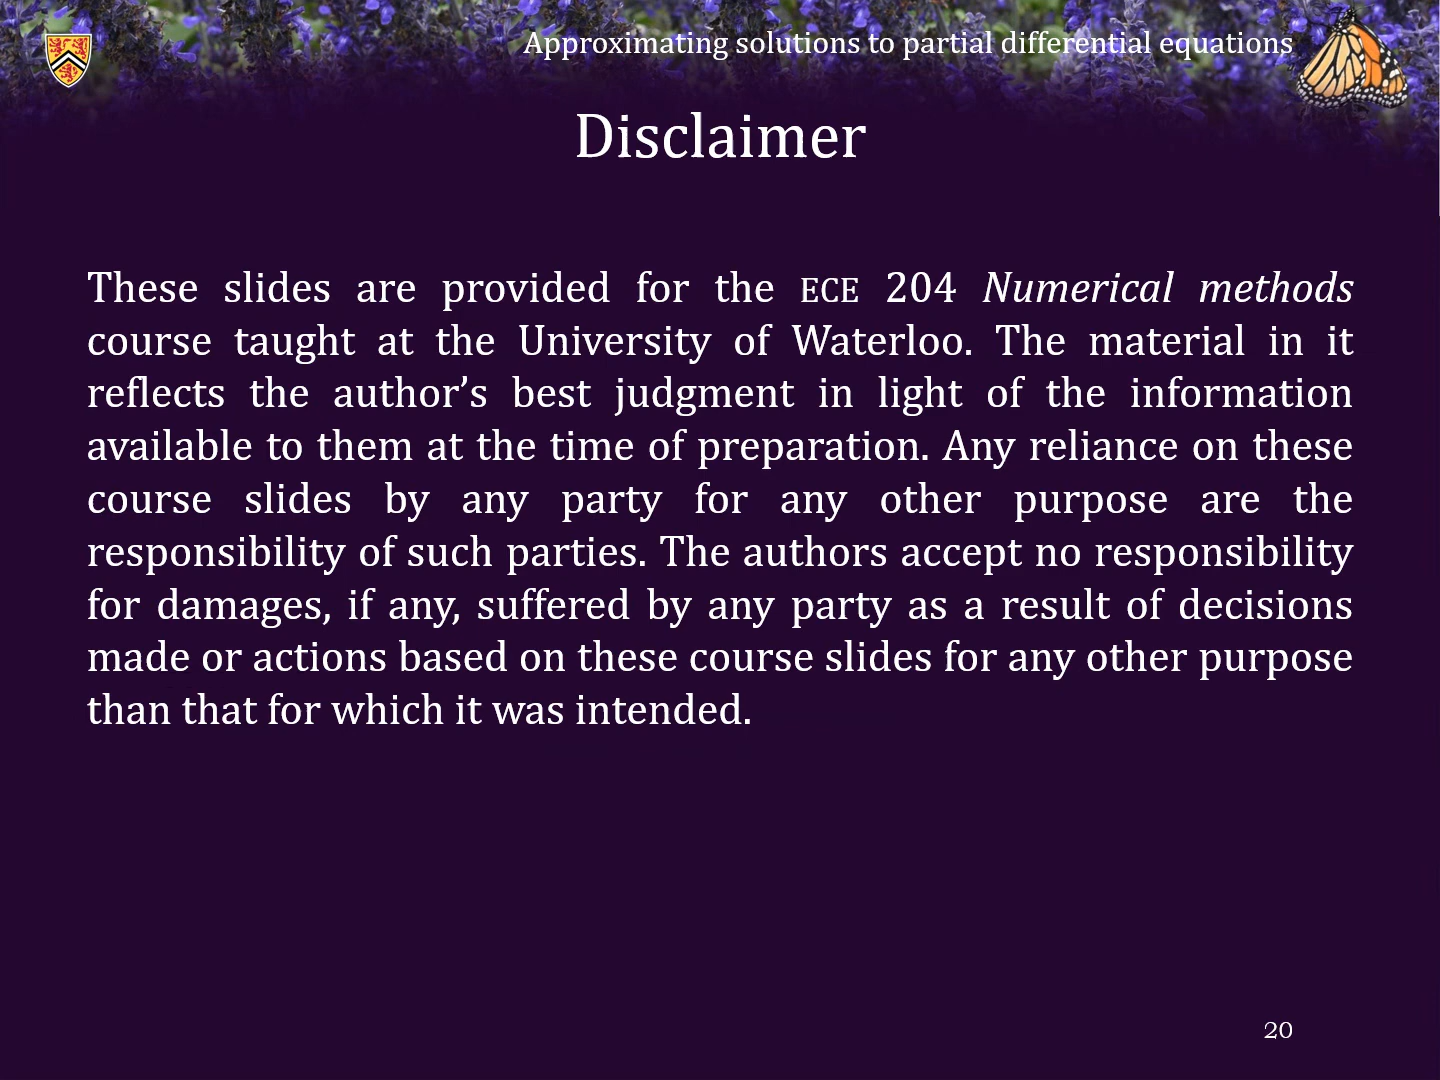 Approximating solutions to partial differential equations
Disclaimer
These slides are provided for the ECE 204 Numerical methods
course taught at the University of Waterloo. The material in it
reflects the author’s best judgment in light of the information
available to them at the time of preparation. Any reliance on these
course slides by any party for any other purpose are the
responsibility of such parties. The authors accept no responsibility
for damages, if any, suffered by any party as a result of decisions
made or actions based on these course slides for any other purpose
than that for which it was intended.
20